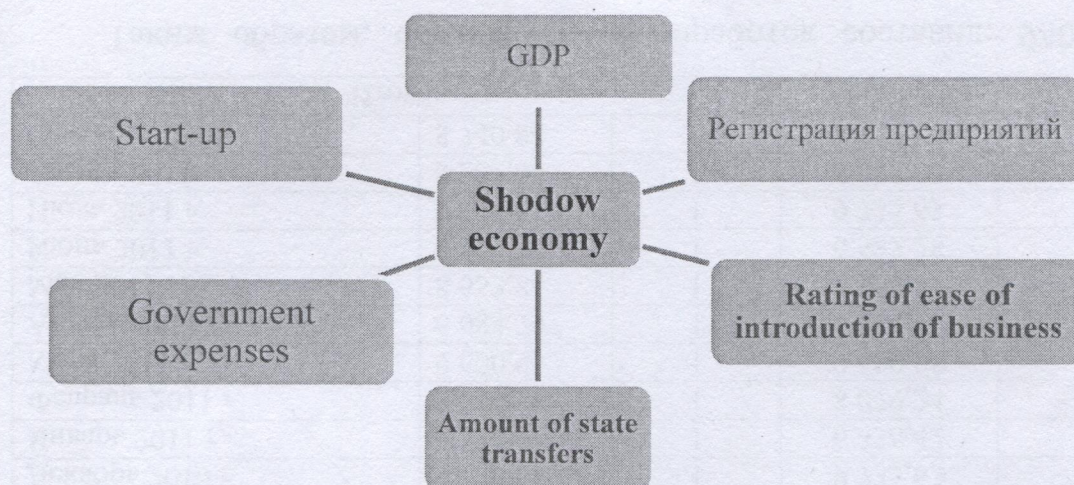 GDP
Start-up
Регистрация предприятий
Shodow
economy
Government
expenses
Rating of ease of
introduction of business
Amount of state
transfers